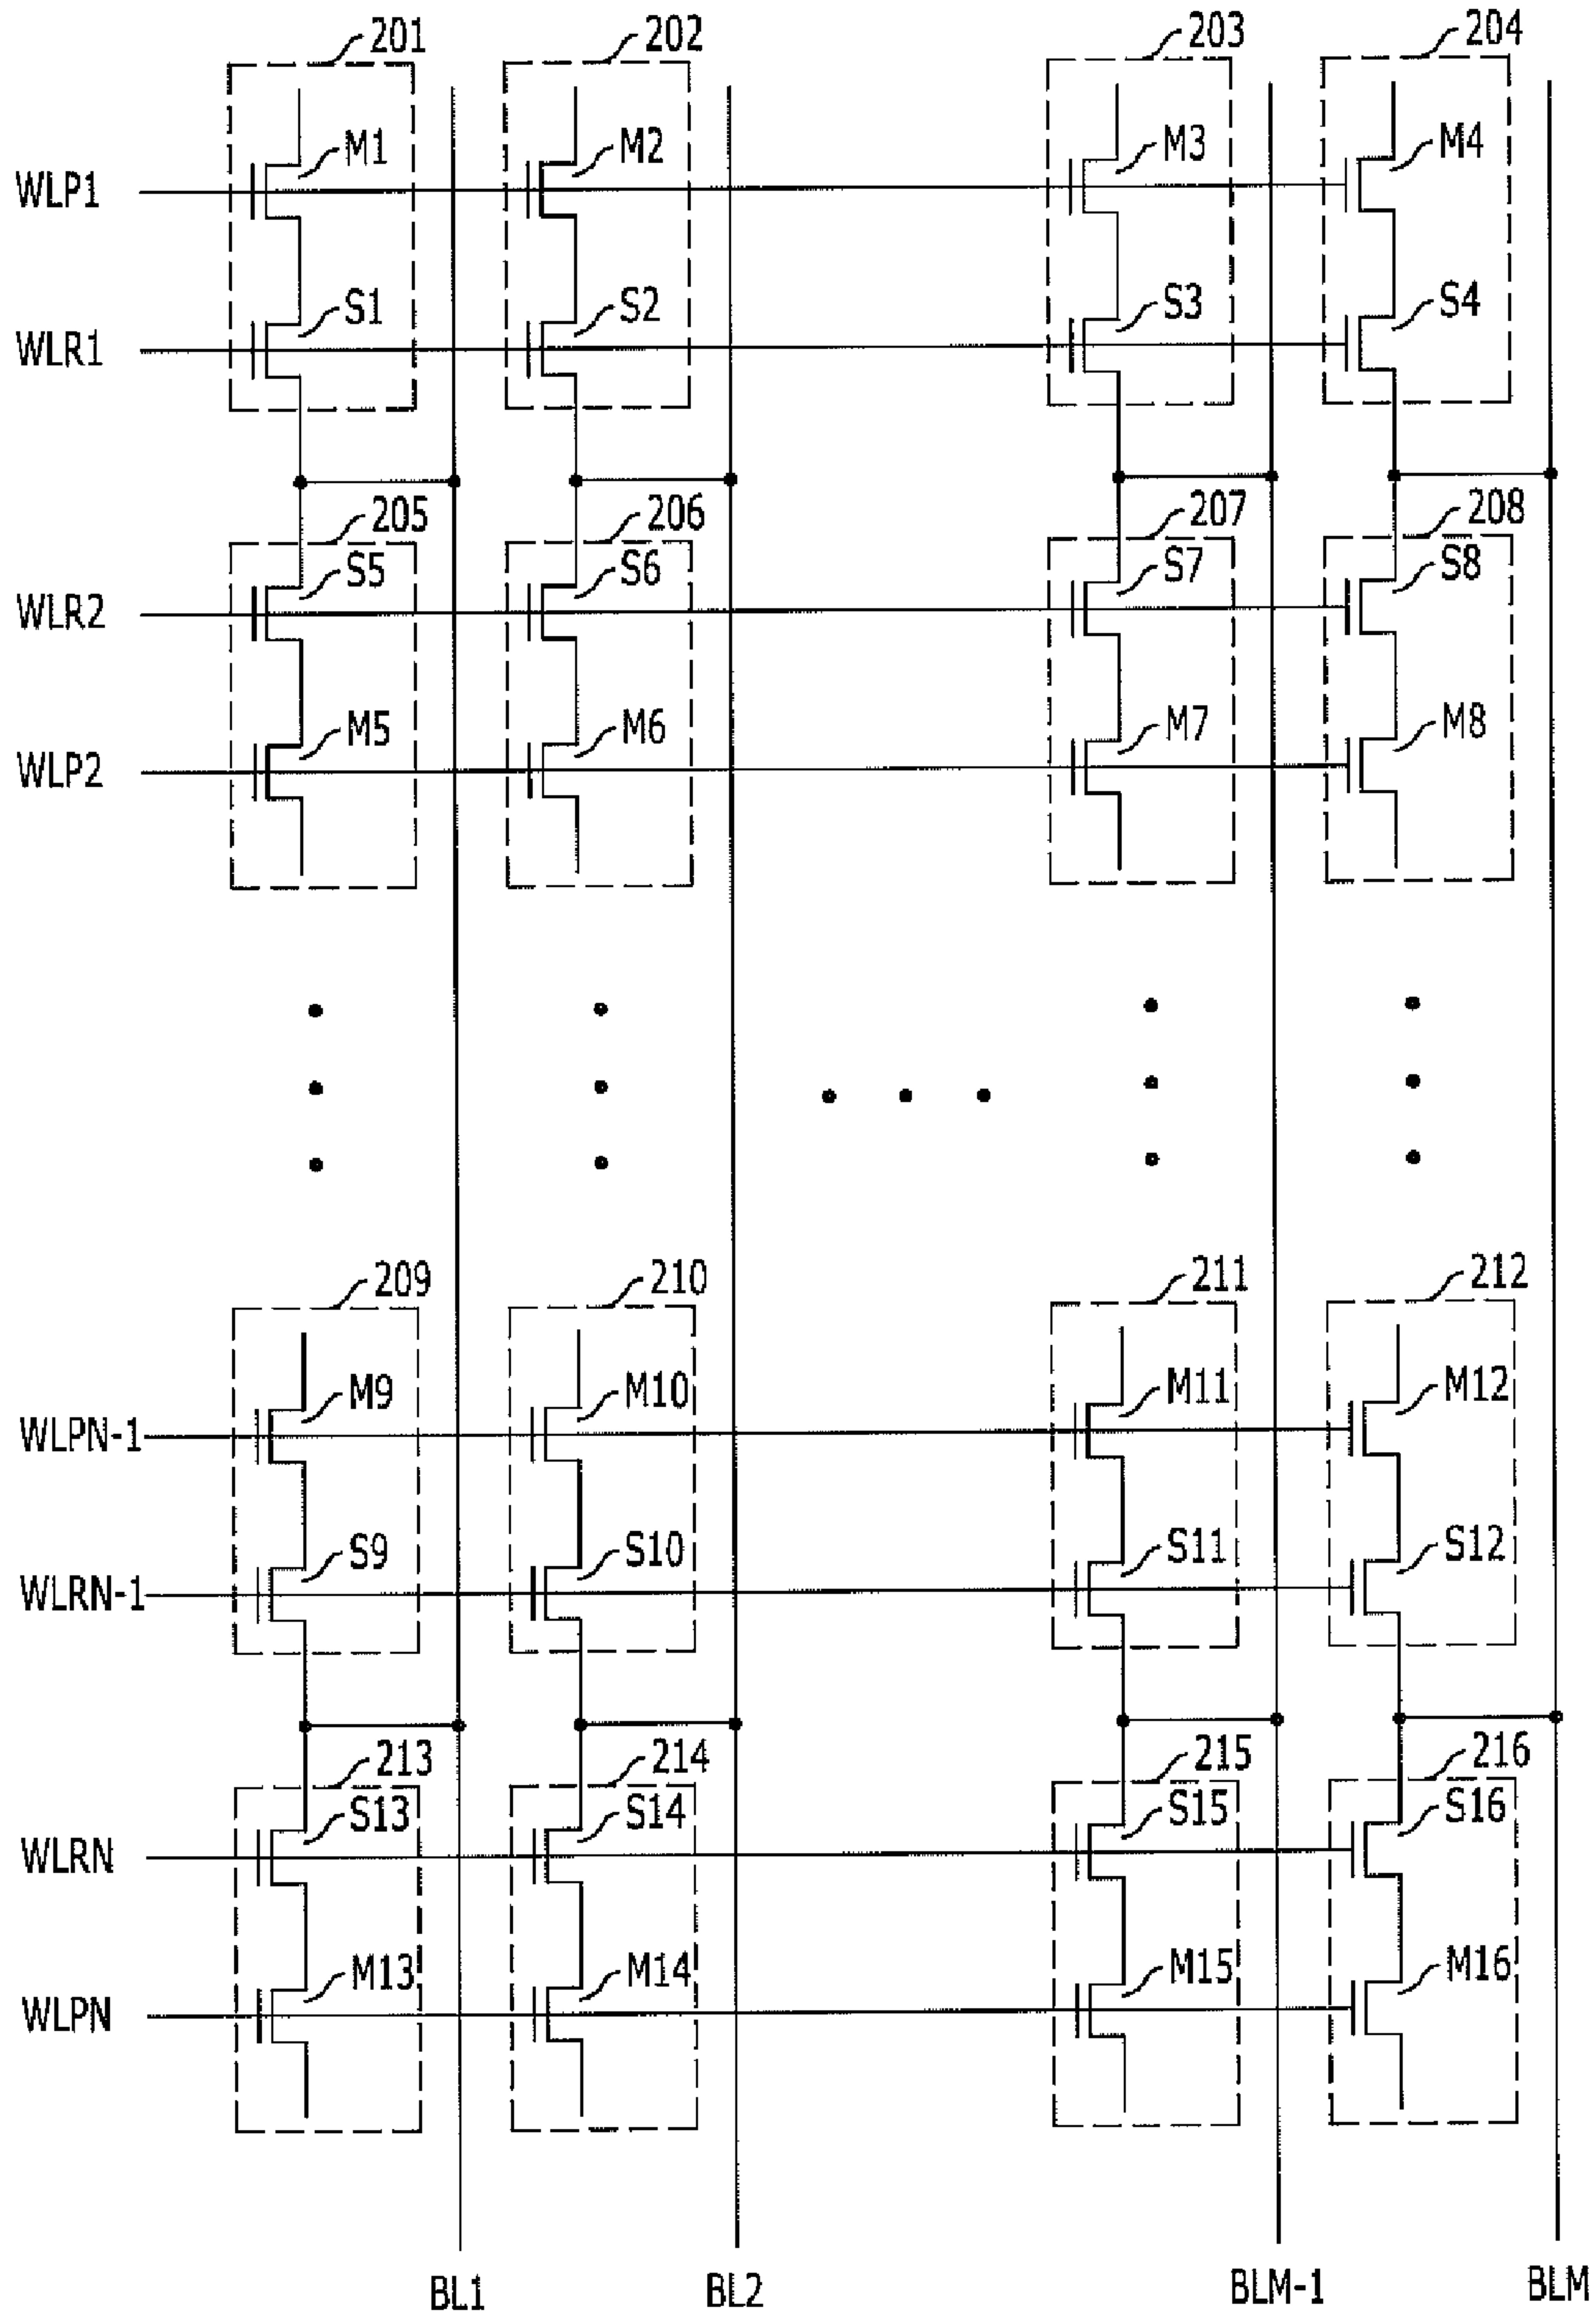 201 202 203 204
WLP1 M1 M2 M3 M4
WLR1 S1 S2 S3 S4
205 206 207 208
WLR2 S5 S6 S7 S8
WLP2 M5 M6 M7 M8
209 210 211 212
WLPN-1 M9 M10 M11 M12
WLRN-1 S9 S10 S11 S12
213 214 215 216
WLRN S13 S14 S15 S16
WLPN M13 M14 M15 M16
BL1 BL2 BLM-1 BLM